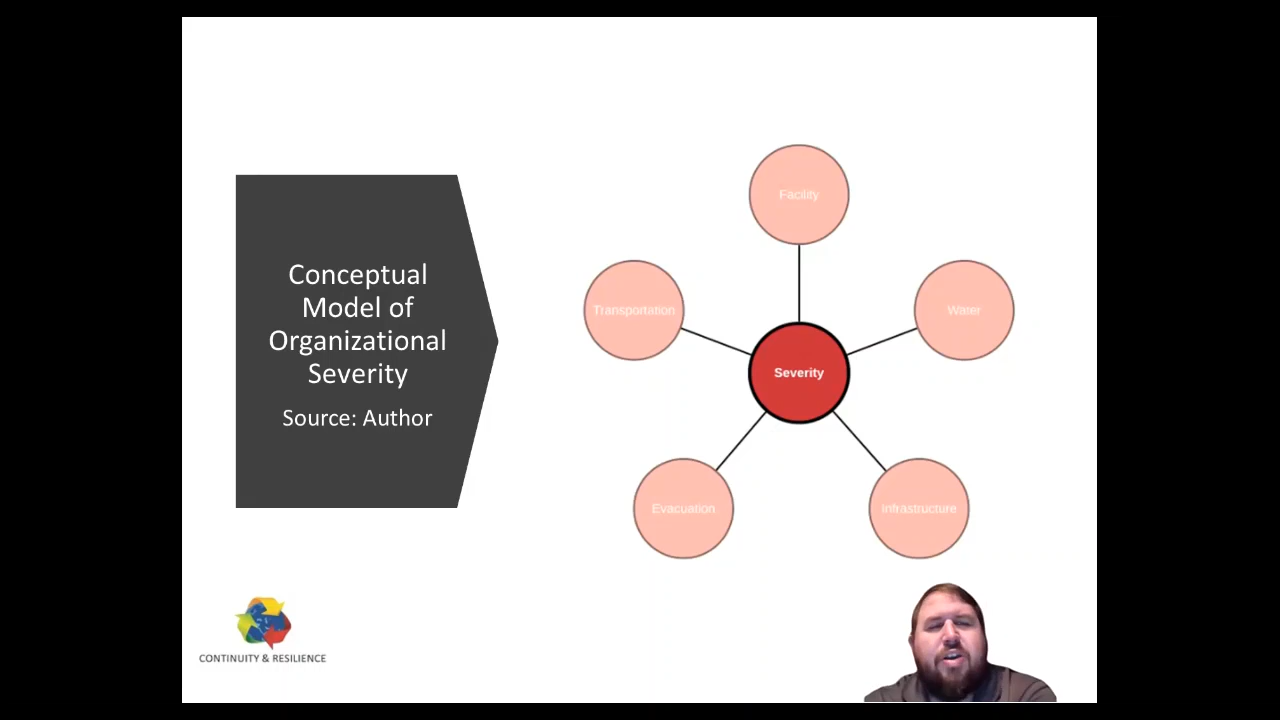 Conceptual
Model of
Organizational
Severity
Source: Author
Facility
Transportation
Water
Severity
Evacuation
Infrastructure
CONTINUITY & RESILIENCE